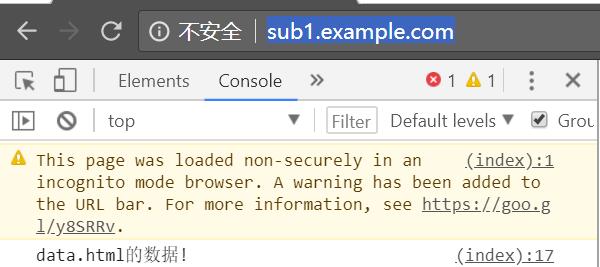 不安全 | sub1.example.com
Elements Console » 1 1
top Filter Default levels Grou
This page was loaded non-securely in an (index):1
incognito mode browser. A warning has been added to
the URL bar. For more information, see https://goo.g
l/y8SRRv.
data.html的数据! (index):17